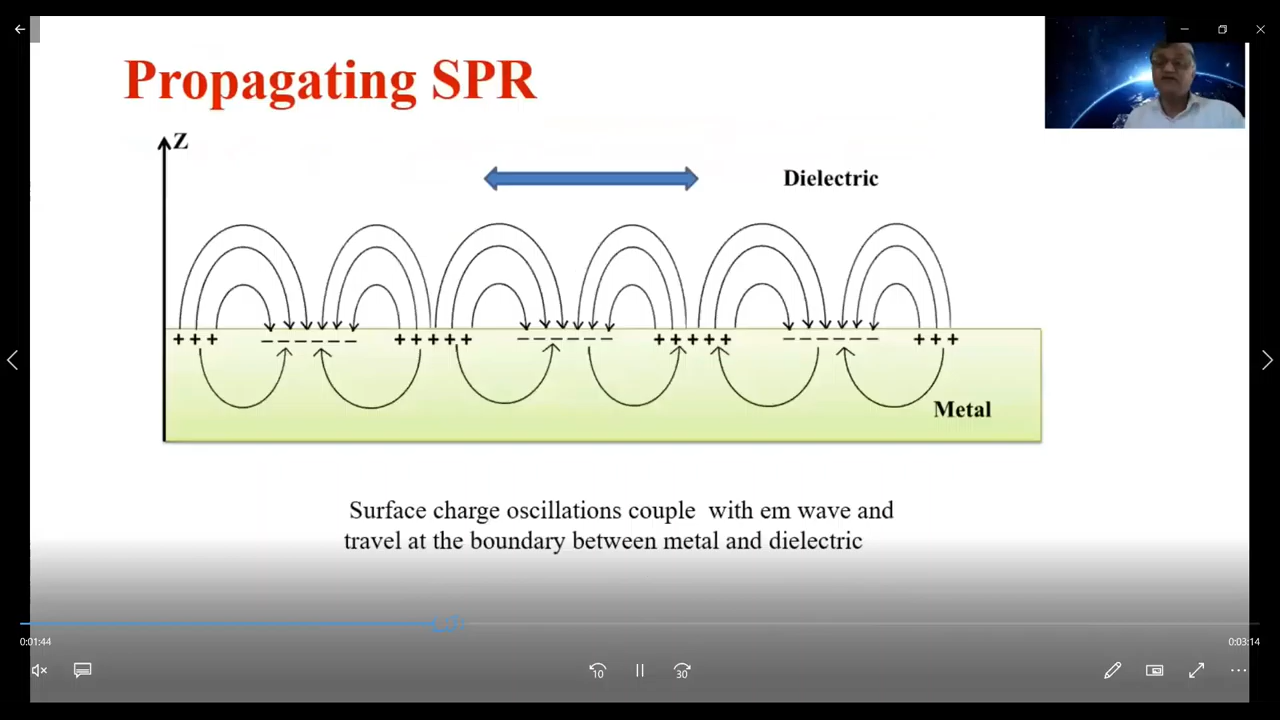 Propagating SPR
Z
Dielectric
+ + +
– – – – – –
+ + + + +
– – – – – –
+ + + + +
– – – – – –
+ + +
Metal
Surface charge oscillations couple with em wave and
travel at the boundary between metal and dielectric
0:01:44
0:03:14
10
30